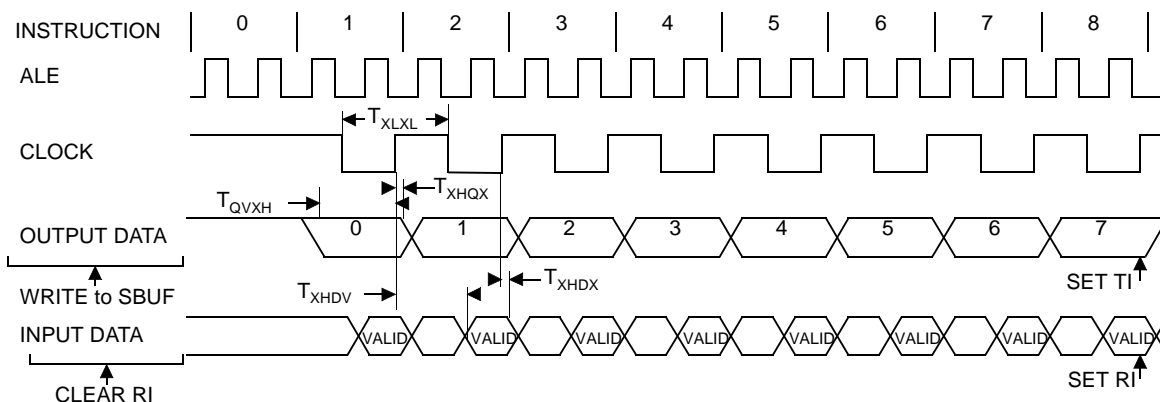 INSTRUCTION 0 1 2 3 4 5 6 7 8
ALE
T_XLXL
CLOCK
T_XHQX
T_QVXH
OUTPUT DATA 0 1 2 3 4 5 6 7
WRITE to SBUF
T_XHDV
T_XHDX
SET TI
INPUT DATA VALID VALID VALID VALID VALID VALID VALID VALID
CLEAR RI
SET RI